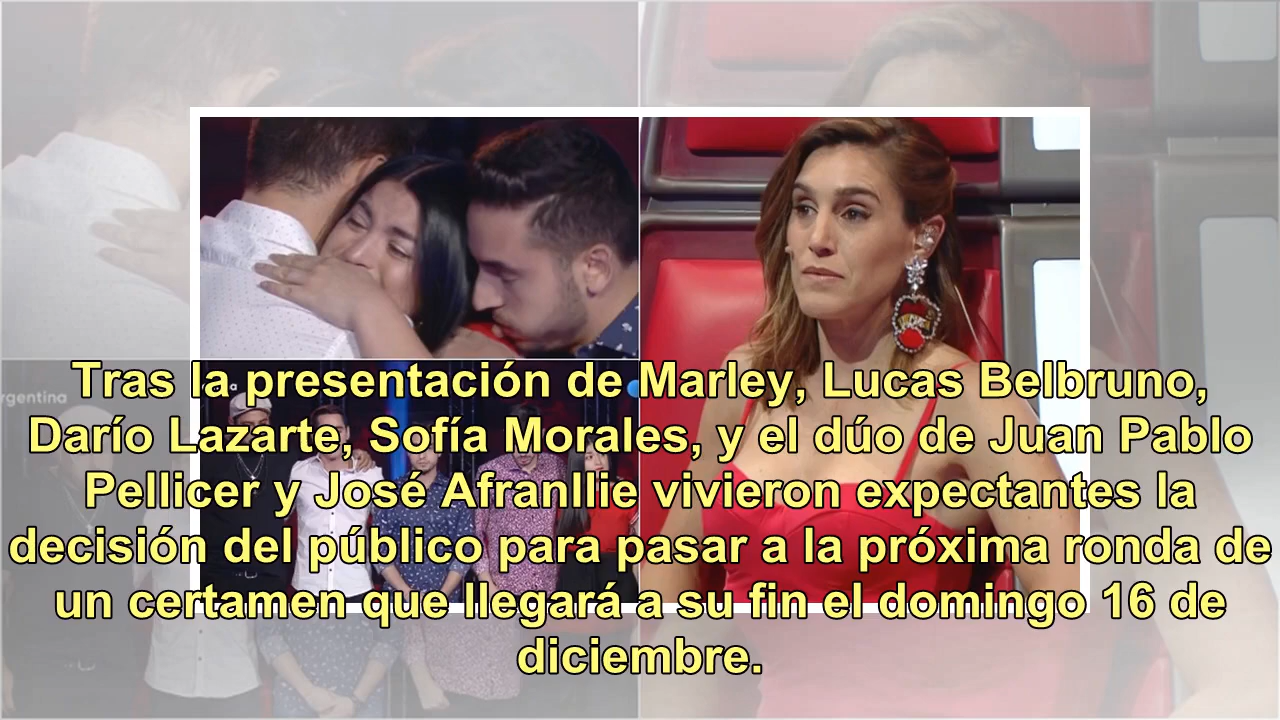 Tras la presentación de Marley, Lucas Belbruno,
Darío Lazarte, Sofía Morales, y el dúo de Juan Pablo
Pellicer y José Afranllie vivieron expectantes la
decisión del público para pasar a la próxima ronda de
un certamen que llegará a su fin el domingo 16 de
diciembre.
rgentina